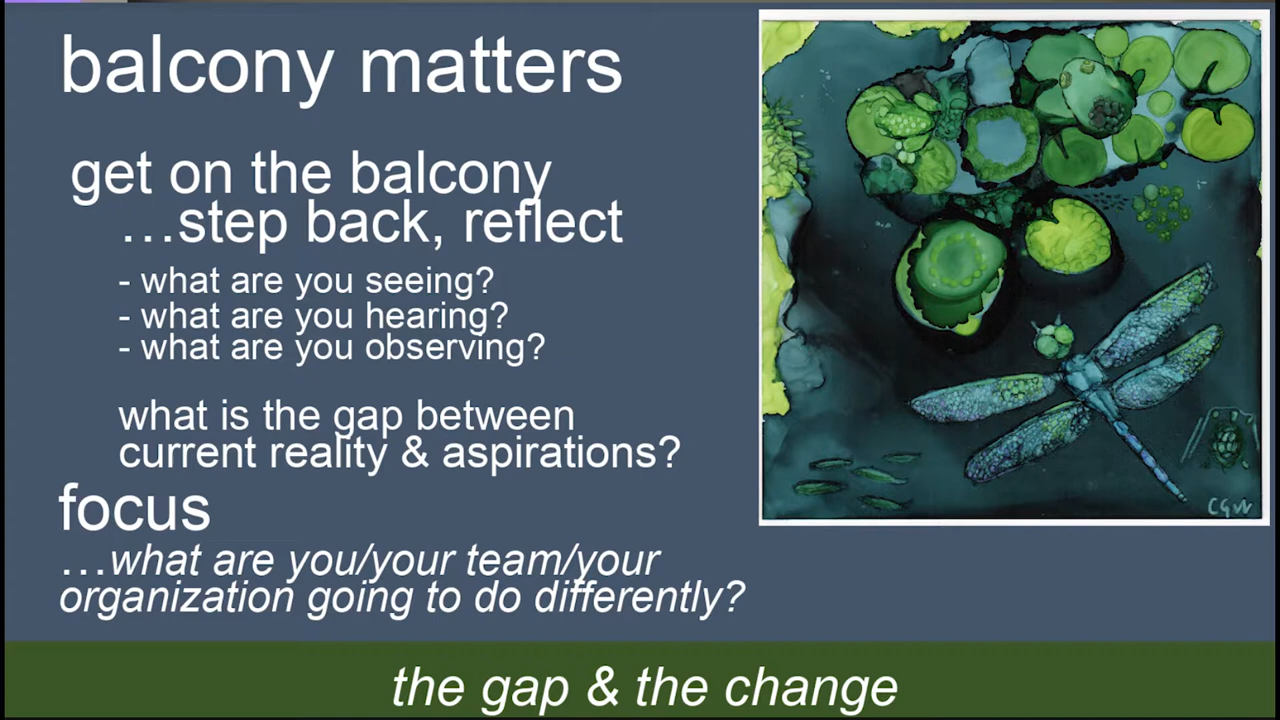 balcony matters
get on the balcony
…step back, reflect
- what are you seeing?
- what are you hearing?
- what are you observing?
what is the gap between
current reality & aspirations?
focus
…what are you/your team/your
organization going to do differently?
the gap & the change
CGW